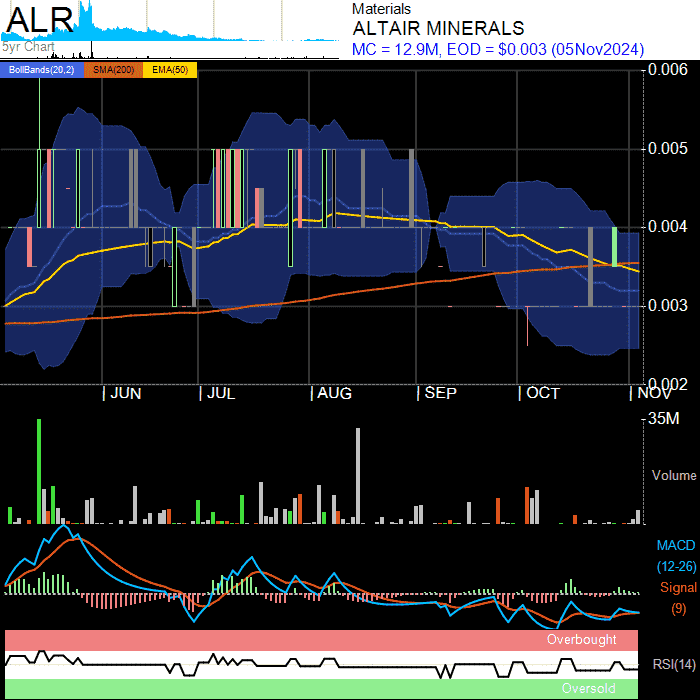 ALR
5yr Chart
Materials
ALTAIR MINERALS
MC = 12.9M, EOD = $0.003 (05Nov2024)
BollBands(20,2) SMA(200) EMA(50)
0.006
0.005
0.004
0.003
0.002
JUN JUL AUG SEP OCT NOV
35M
Volume
MACD
(12-26)
Signal
(9)
Overbought
RSI(14)
Oversold